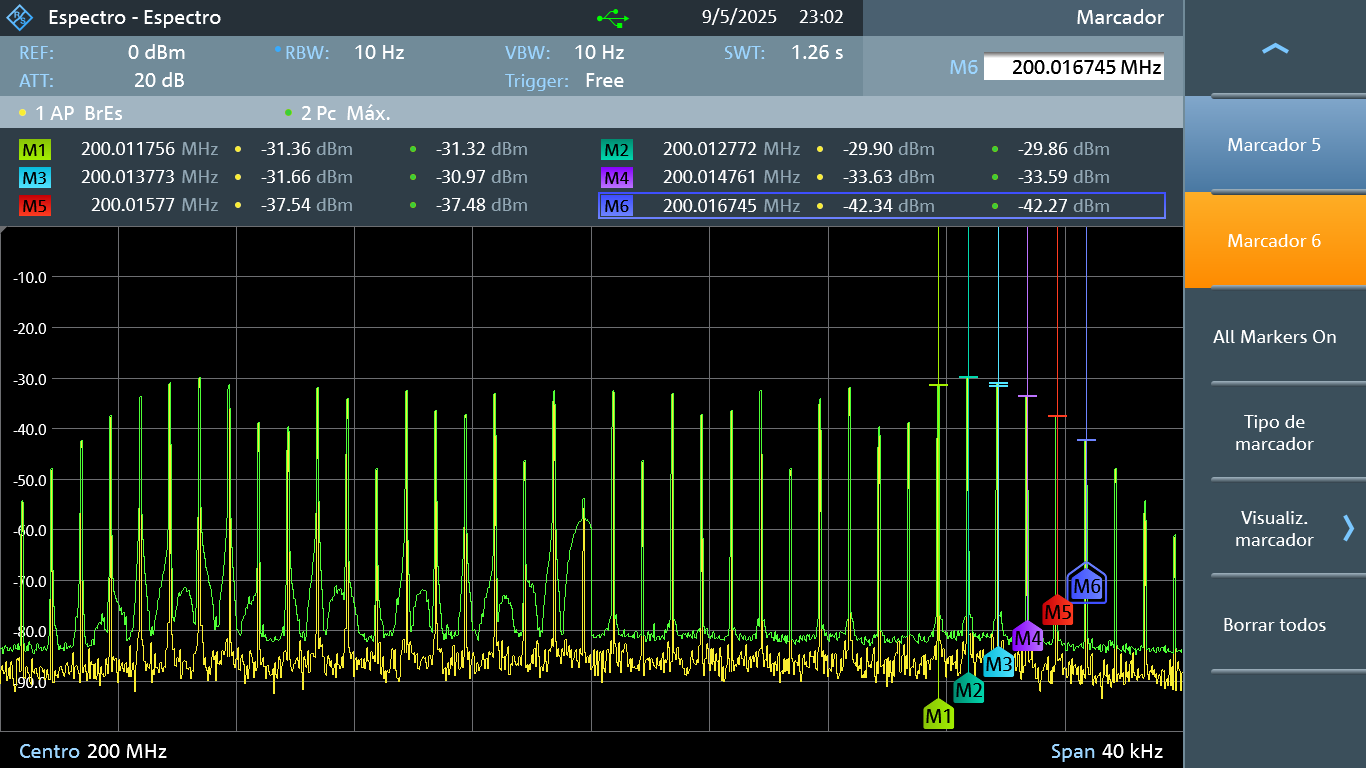 Espectro - Espectro 9/5/2025 23:02 Marcador
REF: 0 dBm RBW: 10 Hz VBW: 10 Hz SWT: 1.26 s M6 200.016745 MHz
ATT: 20 dB Trigger: Free
1 AP BrEs 2 Pc Máx.
M1 200.011756 MHz -31.36 dBm -31.32 dBm M2 200.012772 MHz -29.90 dBm -29.86 dBm
M3 200.013773 MHz -31.66 dBm -30.97 dBm M4 200.014761 MHz -33.63 dBm -33.59 dBm
M5 200.01577 MHz -37.54 dBm -37.48 dBm M6 200.016745 MHz -42.34 dBm -42.27 dBm
-10.0
-20.0
-30.0
-40.0
-50.0
-60.0
-70.0
-80.0
-90.0
M6
M5
M4
M3
M2
M1
Centro 200 MHz Span 40 kHz
Marcador 5
Marcador 6
All Markers On
Tipo de
marcador
Visualiz.
marcador
Borrar todos